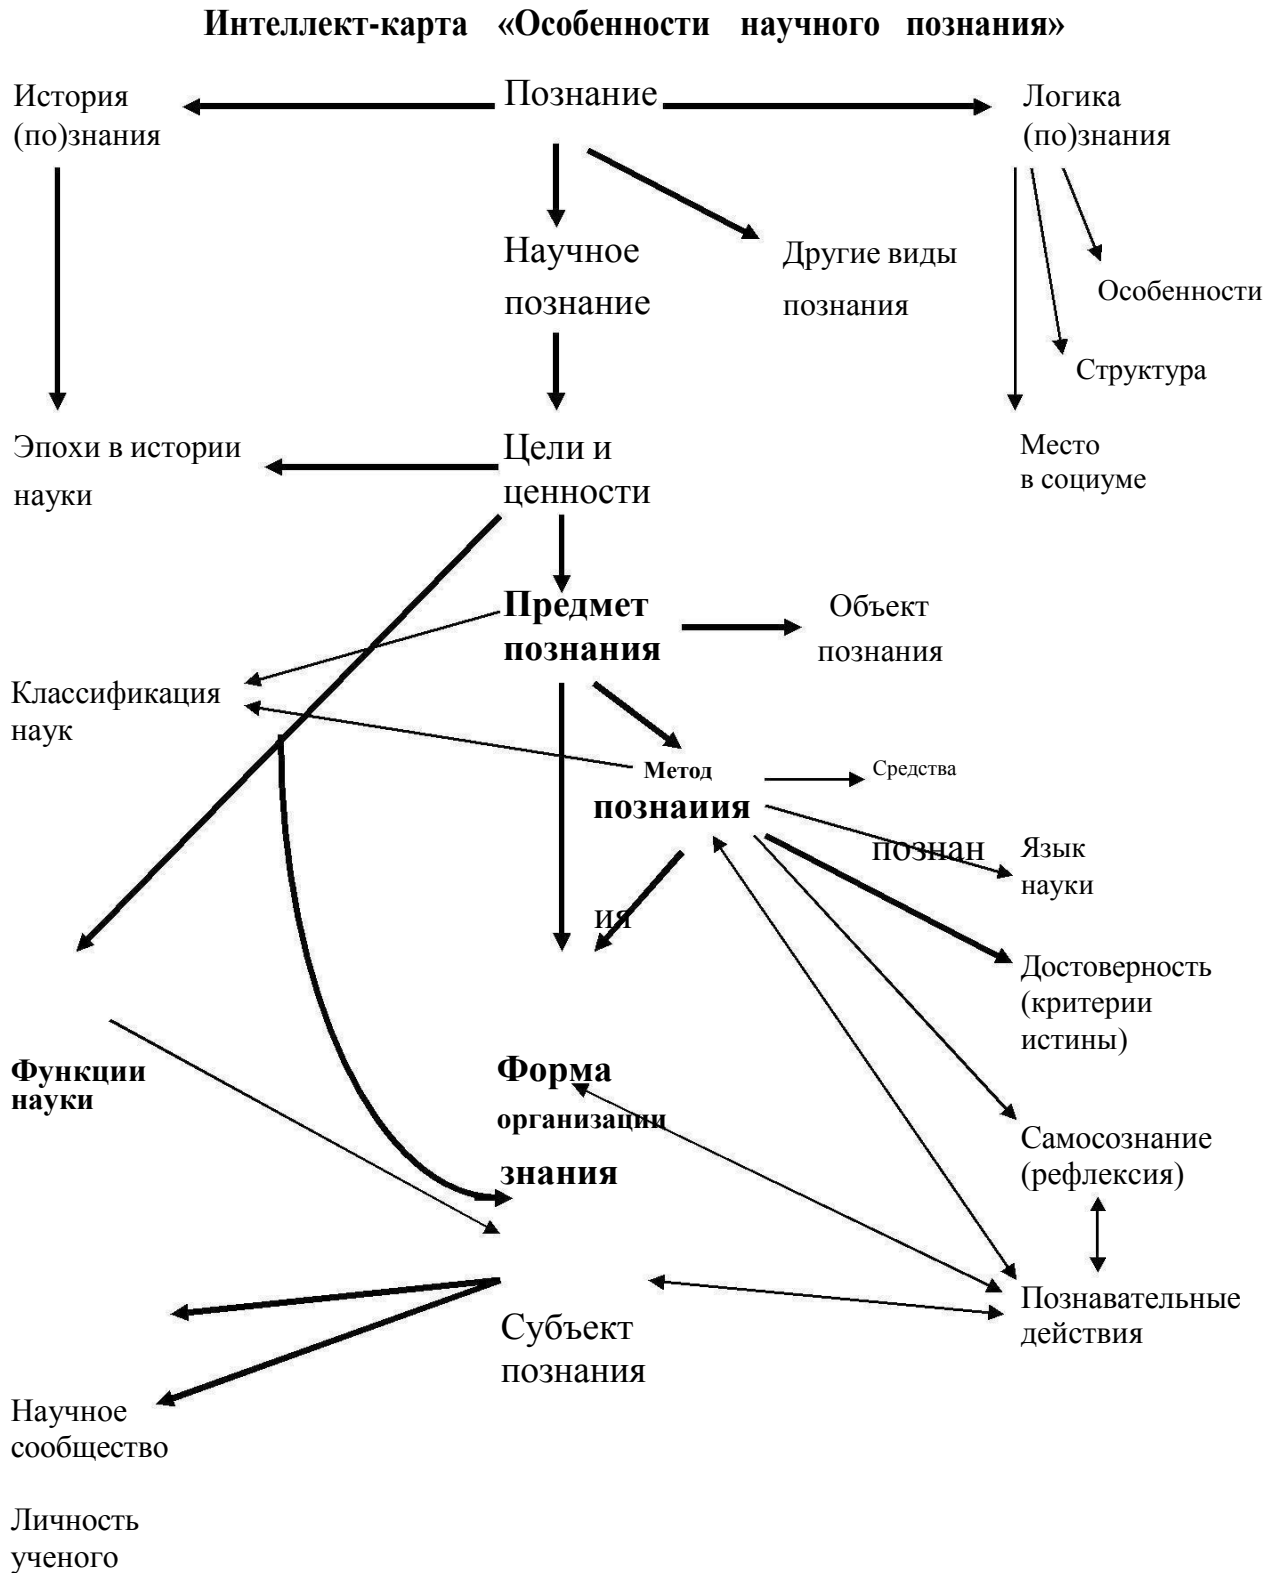 Интеллект-карта «Особенности научного познания»
История
(по)знания
Познание
Логика
(по)знания
Научное
познание
Другие виды
познания
Особенности
Структура
Эпохи в истории
науки
Цели и
ценности
Место
в социуме
Предмет
познания
Объект
познания
Классификация
наук
Метод
познаиия
Средства
познан
ия
Язык
науки
Достоверность
(критерии
истины)
Функции
науки
Форма
организации
знания
Самосознание
(рефлексия)
Познавательные
действия
Субъект
познания
Научное
сообщество
Личность
ученого